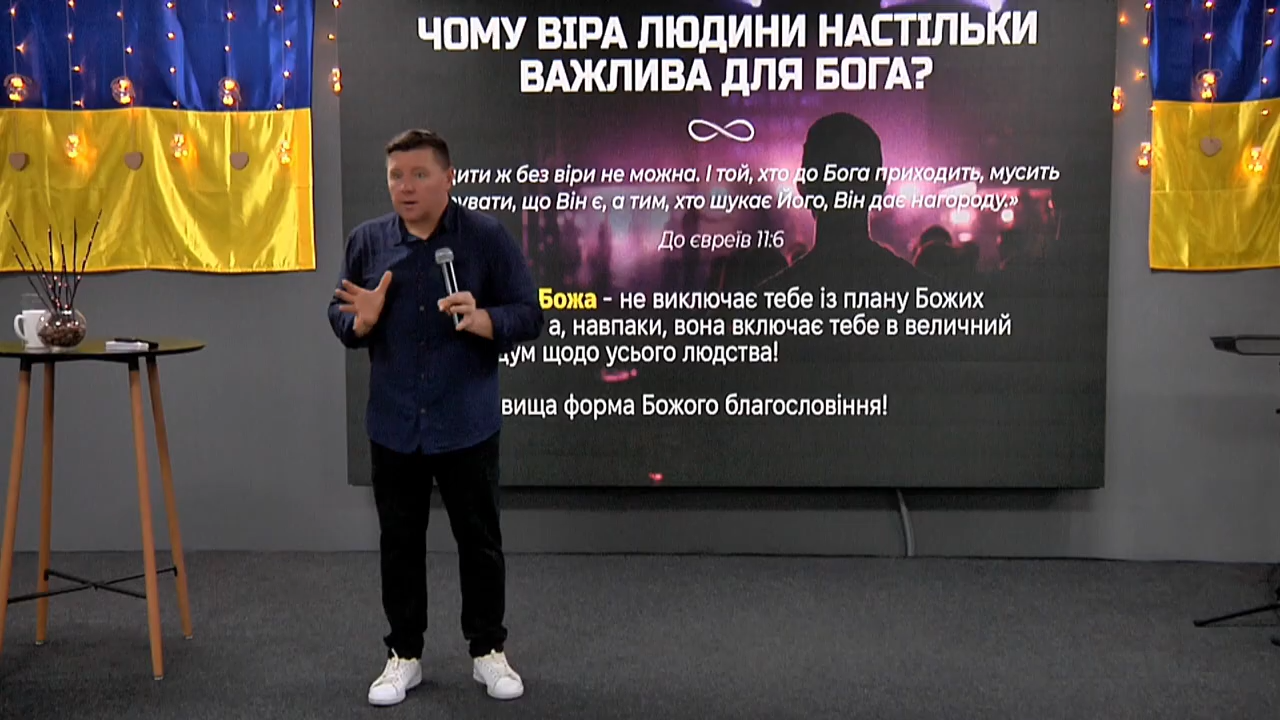 ЧОМУ ВІРА ЛЮДИНИ НАСТІЛЬКИ
ВАЖЛИВА ДЛЯ БОГА?
без віри не можна. І той, хто до Бога приходить, мусить
що Він є, а тим, хто шукає Його, Він дає нагороду.»
До євреїв 11:6
Божа - не виключає тебе із плану Божих
а, навпаки, вона включає тебе в величний
щодо усього людства!
форма Божого благословіння!